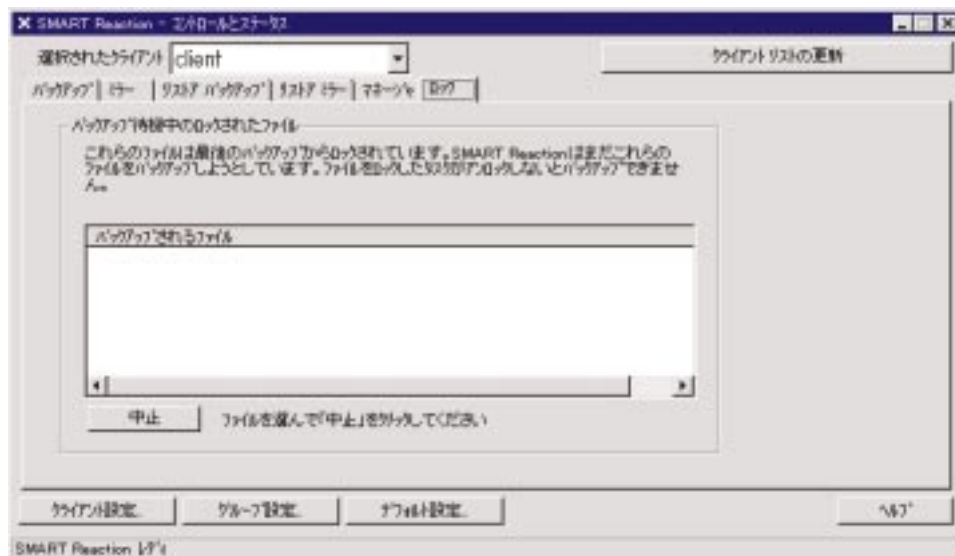 SMART Reaction - ｺﾝﾄﾛｰﾙとｽﾃｰﾀｽ
選択されたｸﾗｲｱﾝﾄ client
ｸﾗｲｱﾝﾄ ﾘｽﾄの更新
ﾊﾞｯｸｱｯﾌﾟ ﾐﾗｰ ﾘｽﾄｱ ﾊﾞｯｸｱｯﾌﾟ ﾘｽﾄｱ ﾐﾗｰ ﾏﾈｰｼﾞｬ ﾛｯｸ
ﾊﾞｯｸｱｯﾌﾟ待機中のﾛｯｸされたﾌｧｲﾙ
これらのﾌｧｲﾙは最後のﾊﾞｯｸｱｯﾌﾟからﾛｯｸされています。SMART Reactionはまだこれらの
ﾌｧｲﾙをﾊﾞｯｸｱｯﾌﾟしようとしています。ﾌｧｲﾙをﾛｯｸしたﾀｽｸがｱﾝﾛｯｸしないとﾊﾞｯｸｱｯﾌﾟできませ
ん。
ﾊﾞｯｸｱｯﾌﾟされるﾌｧｲﾙ
中止 ﾌｧｲﾙを選んで「中止」をｸﾘｯｸしてください
ｸﾗｲｱﾝﾄ設定... ｸﾞﾙｰﾌﾟ設定... ﾃﾞﾌｫﾙﾄ設定... ﾍﾙﾌﾟ
SMART Reaction ﾚﾃﾞｨ